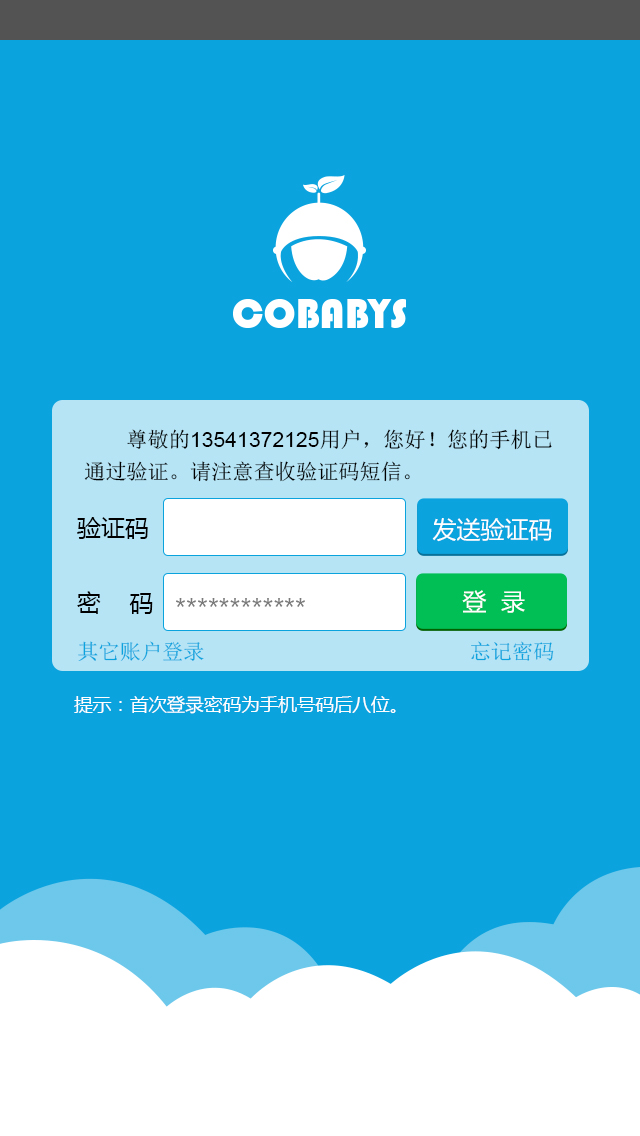 COBABYS
尊敬的13541372125用户，您好！您的手机已
通过验证。请注意查收验证码短信。
验证码
发送验证码
密 码
************
登 录
其它账户登录
忘记密码
提示：首次登录密码为手机号码后八位。